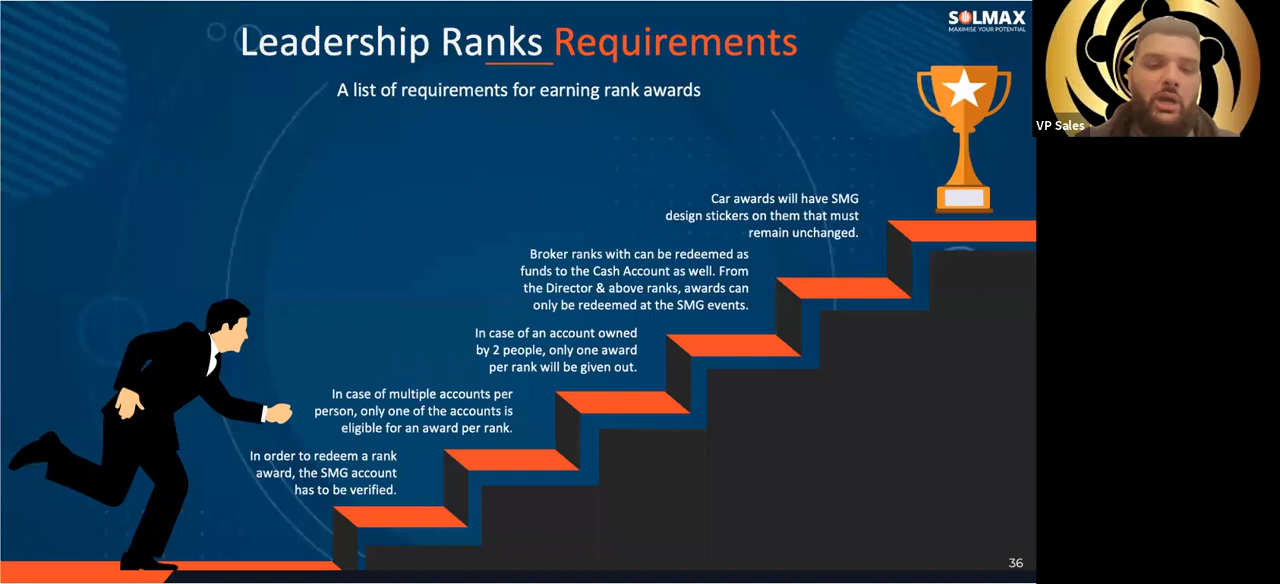 SOLMAX
MAXIMISE YOUR POTENTIAL
Leadership Ranks Requirements
A list of requirements for earning rank awards
VP Sales
Car awards will have SMG
design stickers on them that must
remain unchanged.
Broker ranks with can be redeemed as
funds to the Cash Account as well. From
the Director & above ranks, awards can
only be redeemed at the SMG events.
In case of an account owned
by 2 people, only one award
per rank will be given out.
In case of multiple accounts per
person, only one of the accounts is
eligible for an award per rank.
In order to redeem a rank
award, the SMG account
has to be verified.
36